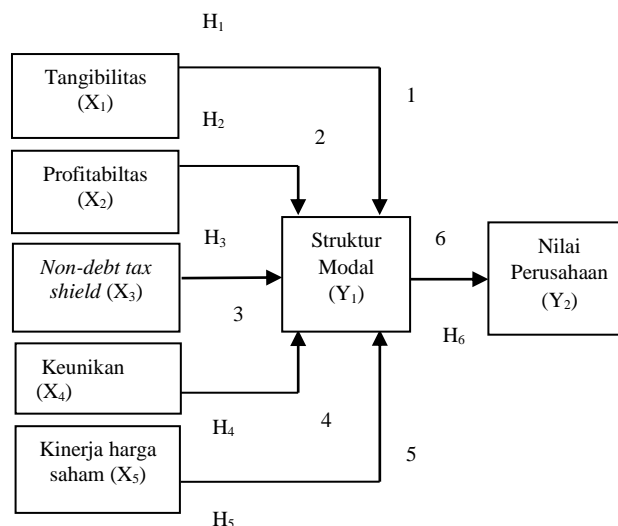 H₁
Tangibilitas
(X₁)
1
H₂
2
Profitabiltas
(X₂)
H₃
Non-debt tax
shield (X₃)
3
Struktur
Modal
(Y₁)
6
H₆
Nilai
Perusahaan
(Y₂)
Keunikan
(X₄)
H₄
4
Kinerja harga
saham (X₅)
5
H₅